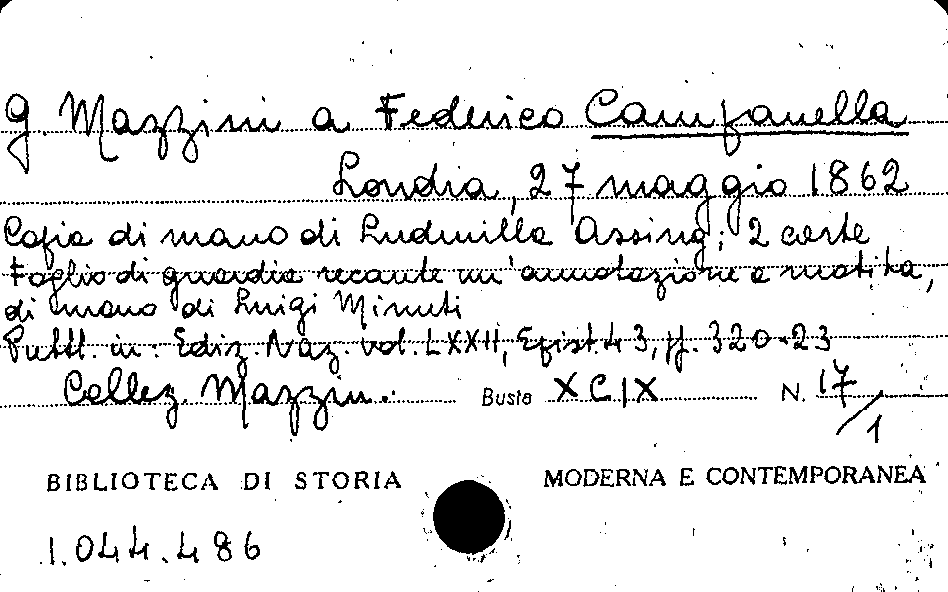 G. Mazzini a Federico Campanella
Londra, 27 maggio 1862
Copia di mano di Ludmilla Assing; 2 carte
Foglio di guardia recante un'annotazione a matita,
di mano di Luigi Minuti
Pubbl. in: Ediz. Naz. vol. LXXII, Epist. 43, pp. 320-23
Collez. Mazzin. Busta XCIX N. 17/1
BIBLIOTECA DI STORIA MODERNA E CONTEMPORANEA
1.044.486